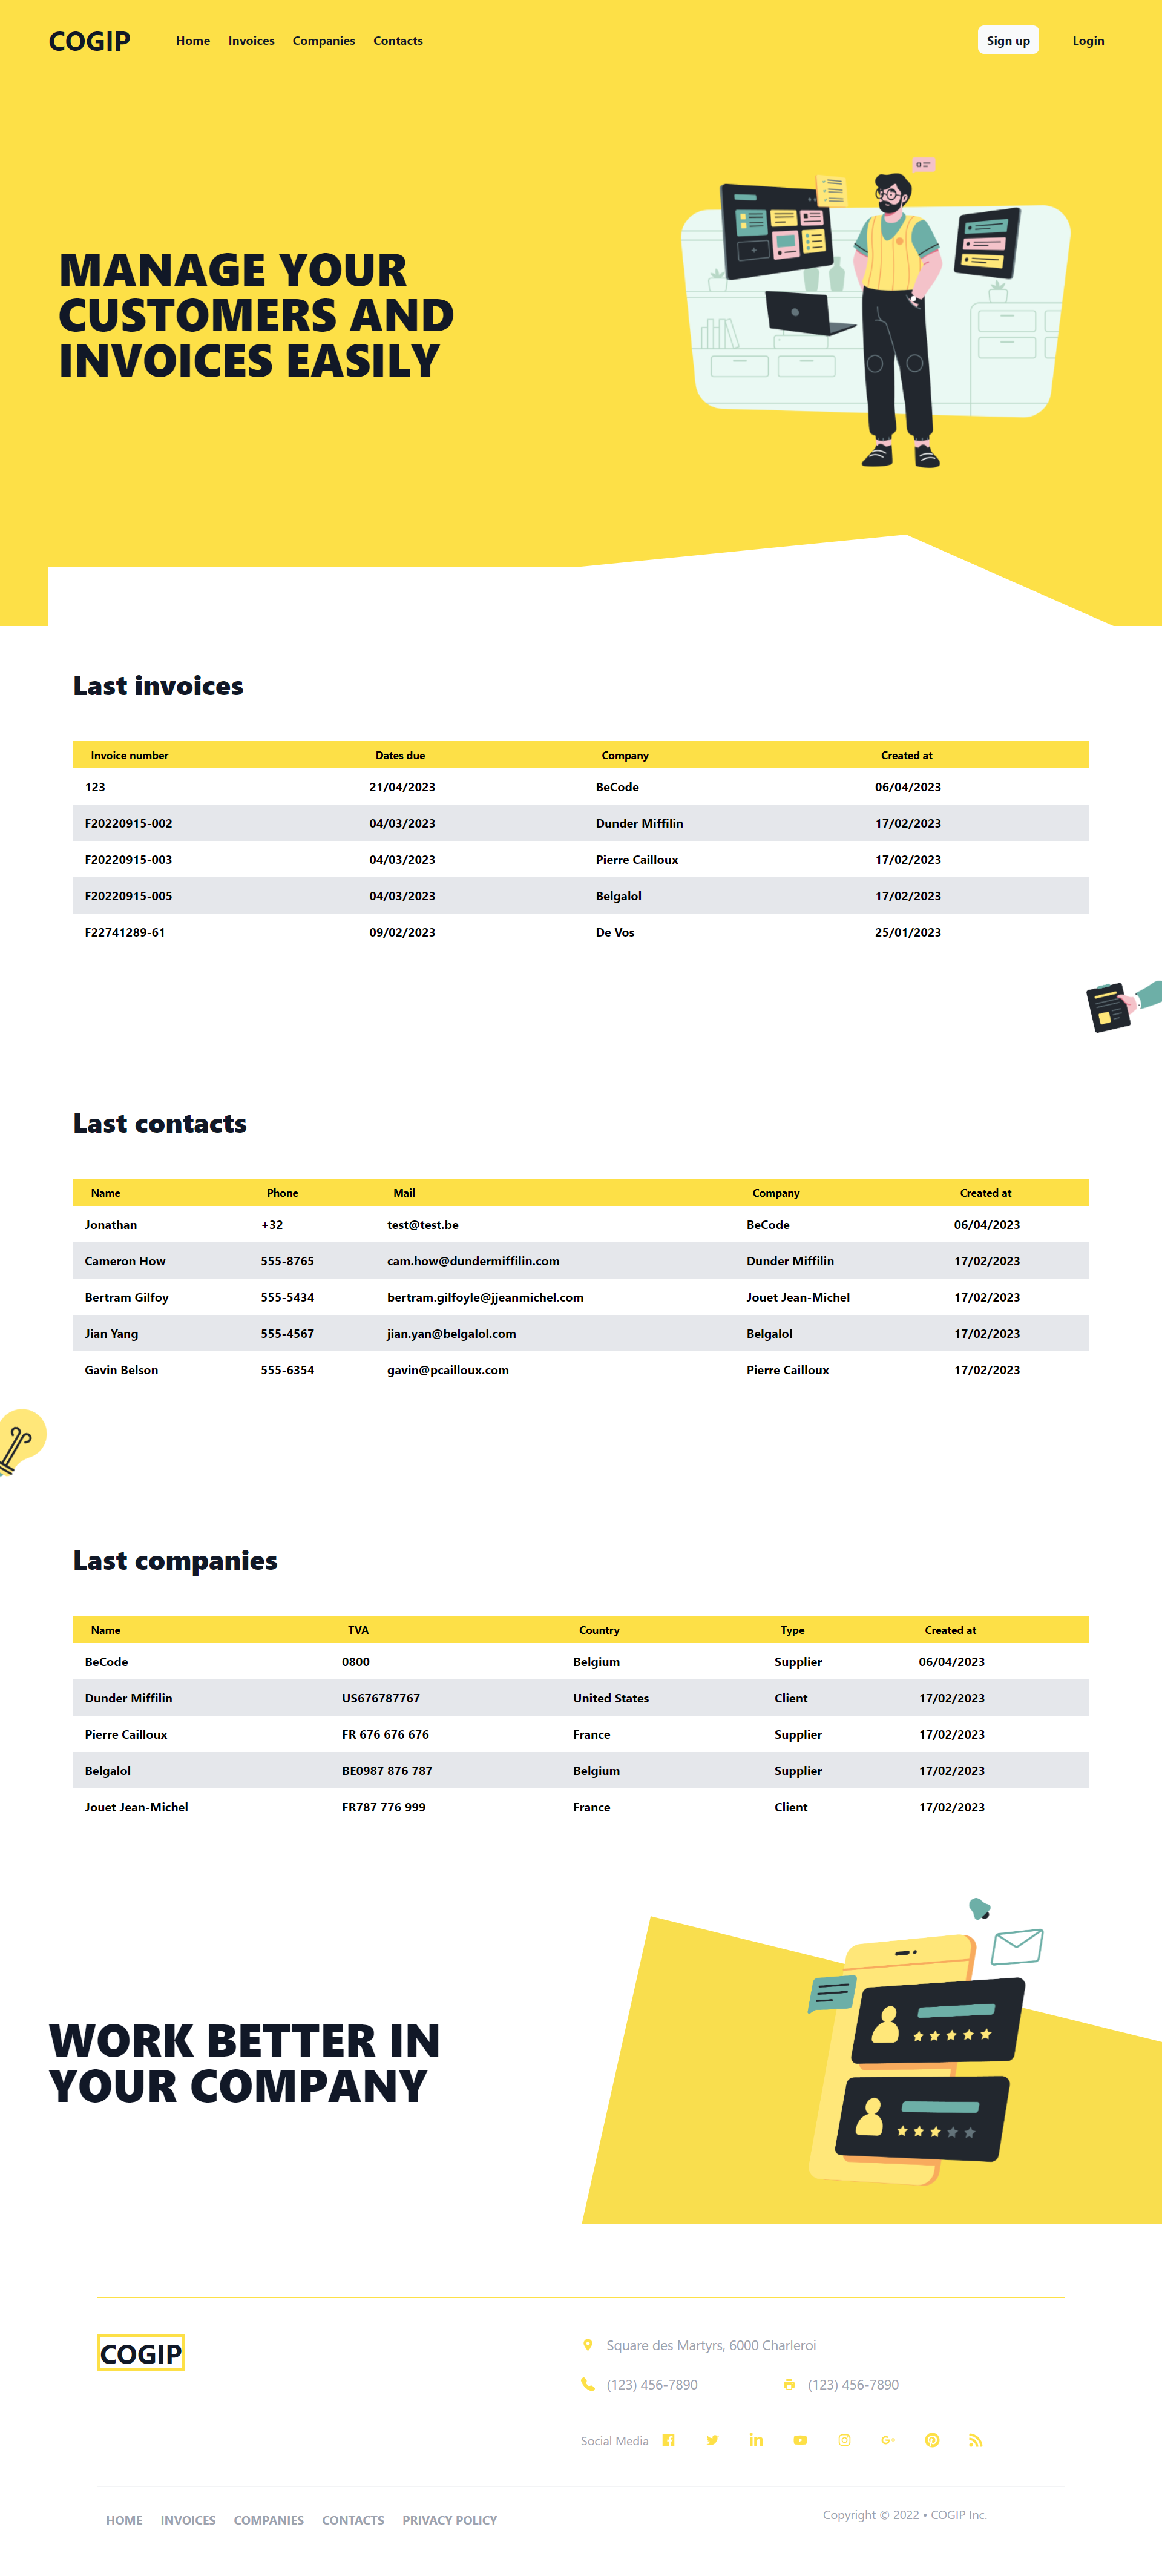 COGIP Home Invoices Companies Contacts Sign up Login
MANAGE YOUR
CUSTOMERS AND
INVOICES EASILY
Last invoices
Invoice number Dates due Company Created at
123 21/04/2023 BeCode 06/04/2023
F20220915-002 04/03/2023 Dunder Miffilin 17/02/2023
F20220915-003 04/03/2023 Pierre Cailloux 17/02/2023
F20220915-005 04/03/2023 Belgalol 17/02/2023
F22741289-61 09/02/2023 De Vos 25/01/2023
Last contacts
Name Phone Mail Company Created at
Jonathan +32 test@test.be BeCode 06/04/2023
Cameron How 555-8765 cam.how@dundermiffilin.com Dunder Miffilin 17/02/2023
Bertram Gilfoy 555-5434 bertram.gilfoyle@jjeanmichel.com Jouet Jean-Michel 17/02/2023
Jian Yang 555-4567 jian.yan@belgalol.com Belgalol 17/02/2023
Gavin Belson 555-6354 gavin@pcailloux.com Pierre Cailloux 17/02/2023
Last companies
Name TVA Country Type Created at
BeCode 0800 Belgium Supplier 06/04/2023
Dunder Miffilin US676787767 United States Client 17/02/2023
Pierre Cailloux FR 676 676 676 France Supplier 17/02/2023
Belgalol BE0987 876 787 Belgium Supplier 17/02/2023
Jouet Jean-Michel FR787 776 999 France Client 17/02/2023
WORK BETTER IN
YOUR COMPANY
COGIP
Square des Martyrs, 6000 Charleroi
(123) 456-7890 (123) 456-7890
Social Media
HOME INVOICES COMPANIES CONTACTS PRIVACY POLICY
Copyright © 2022 • COGIP Inc.